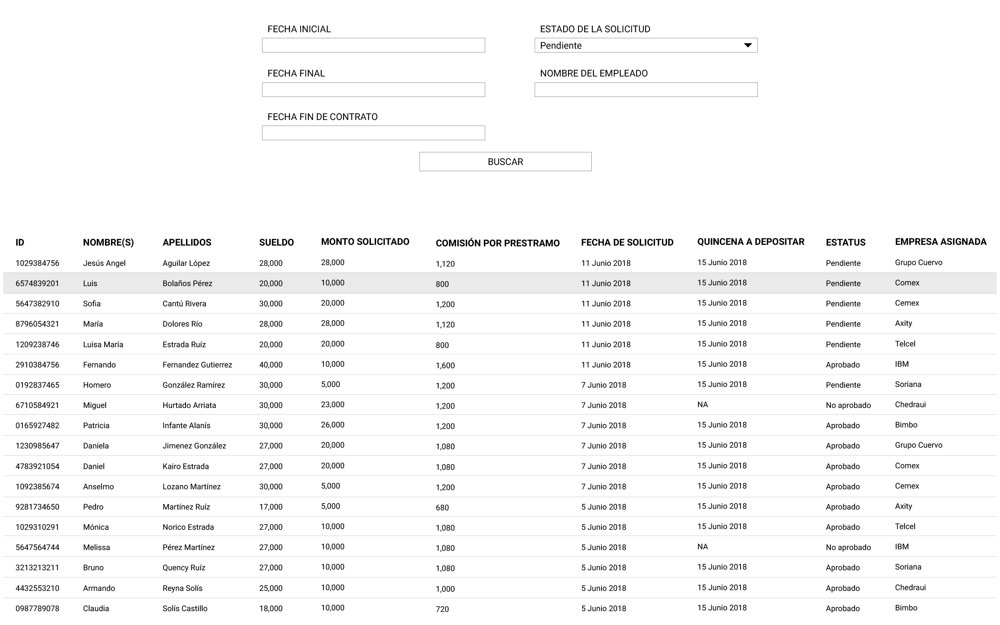 FECHA INICIAL
ESTADO DE LA SOLICITUD
Pendiente
FECHA FINAL
NOMBRE DEL EMPLEADO
FECHA FIN DE CONTRATO
BUSCAR
ID NOMBRE(S) APELLIDOS SUELDO MONTO SOLICITADO COMISIÓN POR PRESTRAMO FECHA DE SOLICITUD QUINCENA A DEPOSITAR ESTATUS EMPRESA ASIGNADA
1029384756 Jesús Angel Aguilar López 28,000 28,000 1,120 11 Junio 2018 15 Junio 2018 Pendiente Grupo Cuervo
6574839201 Luis Bolaños Pérez 20,000 10,000 800 11 Junio 2018 15 Junio 2018 Pendiente Comex
5647382910 Sofia Cantú Rivera 30,000 20,000 1,200 11 Junio 2018 15 Junio 2018 Pendiente Cemex
8796054321 María Dolores Río 28,000 28,000 1,120 11 Junio 2018 15 Junio 2018 Pendiente Axity
1209238746 Luisa María Estrada Ruíz 20,000 20,000 800 11 Junio 2018 15 Junio 2018 Pendiente Telcel
2910384756 Fernando Fernandez Gutierrez 40,000 10,000 1,600 11 Junio 2018 15 Junio 2018 Aprobado IBM
0192837465 Homero González Ramírez 30,000 5,000 1,200 7 Junio 2018 15 Junio 2018 Pendiente Soriana
6710584921 Miguel Hurtado Arriata 30,000 23,000 1,200 7 Junio 2018 NA No aprobado Chedraui
0165927482 Patricia Infante Alanís 30,000 26,000 1,200 7 Junio 2018 15 Junio 2018 Aprobado Bimbo
1230985647 Daniela Jimenez González 27,000 20,000 1,080 7 Junio 2018 15 Junio 2018 Aprobado Grupo Cuervo
4783921054 Daniel Kairo Estrada 27,000 20,000 1,080 7 Junio 2018 15 Junio 2018 Aprobado Comex
1092385674 Anselmo Lozano Martínez 30,000 5,000 1,200 7 Junio 2018 15 Junio 2018 Aprobado Cemex
9281734650 Pedro Martínez Ruíz 17,000 5,000 680 5 Junio 2018 15 Junio 2018 Aprobado Axity
1029310291 Mónica Norico Estrada 27,000 10,000 1,080 5 Junio 2018 15 Junio 2018 Aprobado Telcel
5647564744 Melissa Pérez Martínez 27,000 10,000 1,080 5 Junio 2018 NA No aprobado IBM
3213213211 Bruno Quency Ruíz 27,000 10,000 1,080 5 Junio 2018 15 Junio 2018 Aprobado Soriana
4432553210 Armando Reyna Solís 25,000 10,000 1,000 5 Junio 2018 15 Junio 2018 Aprobado Chedraui
0987789078 Claudia Solís Castillo 18,000 10,000 720 5 Junio 2018 15 Junio 2018 Aprobado Bimbo